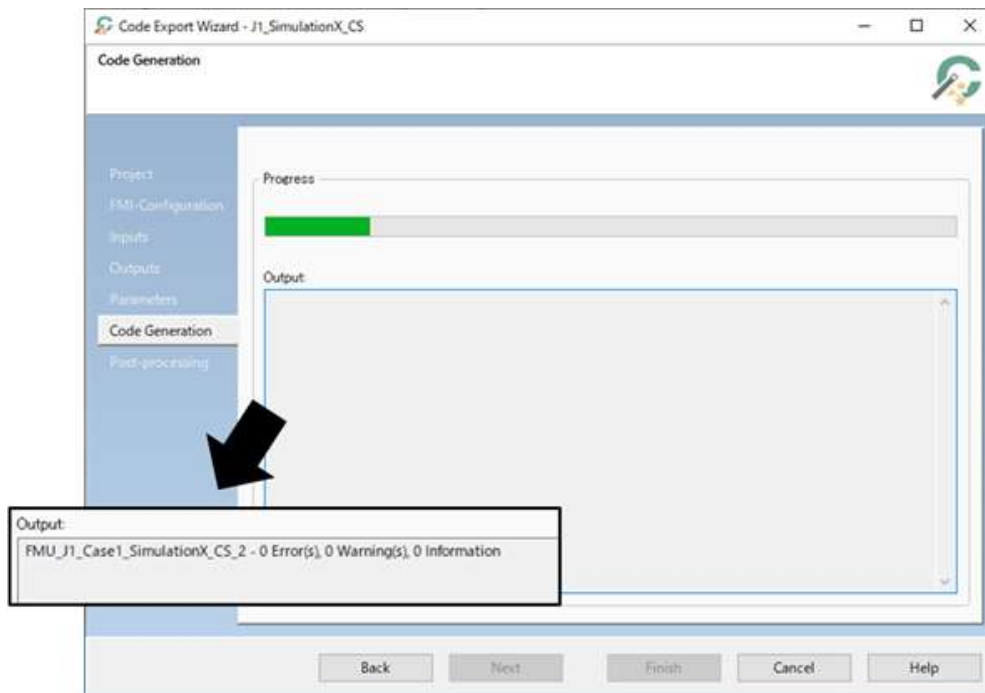 Code Export Wizard - J1_SimulationX_CS
Code Generation
Project
FMI-Configuration
Inputs
Outputs
Parameters
Code Generation
Post-processing
Progress
Output:
Output:
FMU_J1_Case1_SimulationX_CS_2 - 0 Error(s), 0 Warning(s), 0 Information
Back
Next
Finish
Cancel
Help